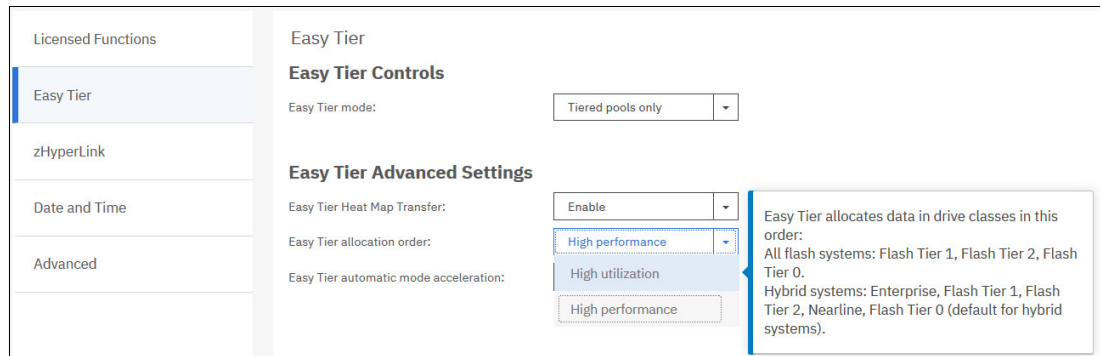 Licensed Functions
Easy Tier
zHyperLink
Date and Time
Advanced
Easy Tier
Easy Tier Controls
Easy Tier mode:
Tiered pools only
Easy Tier Advanced Settings
Easy Tier Heat Map Transfer:
Enable
Easy Tier allocation order:
High performance
High utilization
Easy Tier automatic mode acceleration:
High performance
Easy Tier allocates data in drive classes in this
order:
All flash systems: Flash Tier 1, Flash Tier 2, Flash
Tier 0.
Hybrid systems: Enterprise, Flash Tier 1, Flash
Tier 2, Nearline, Flash Tier 0 (default for hybrid
systems).